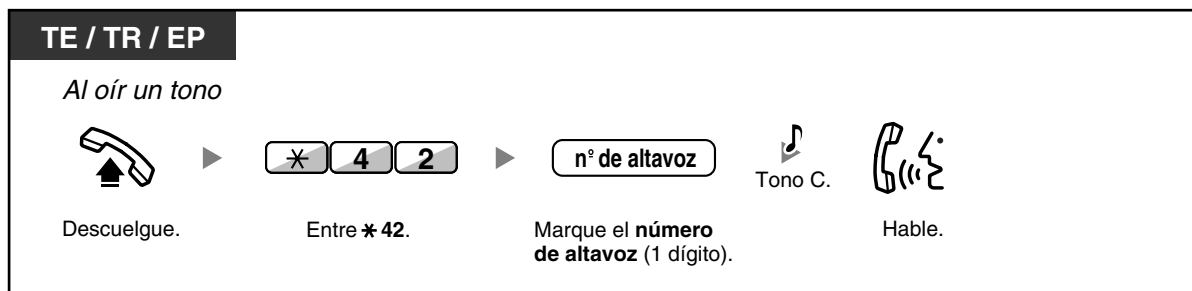 TE / TR / EP
Al oír un tono
✱ 4 2
n° de altavoz
Tono C.
Descuelgue.
Entre ✱ 42.
Marque el número
de altavoz (1 dígito).
Hable.